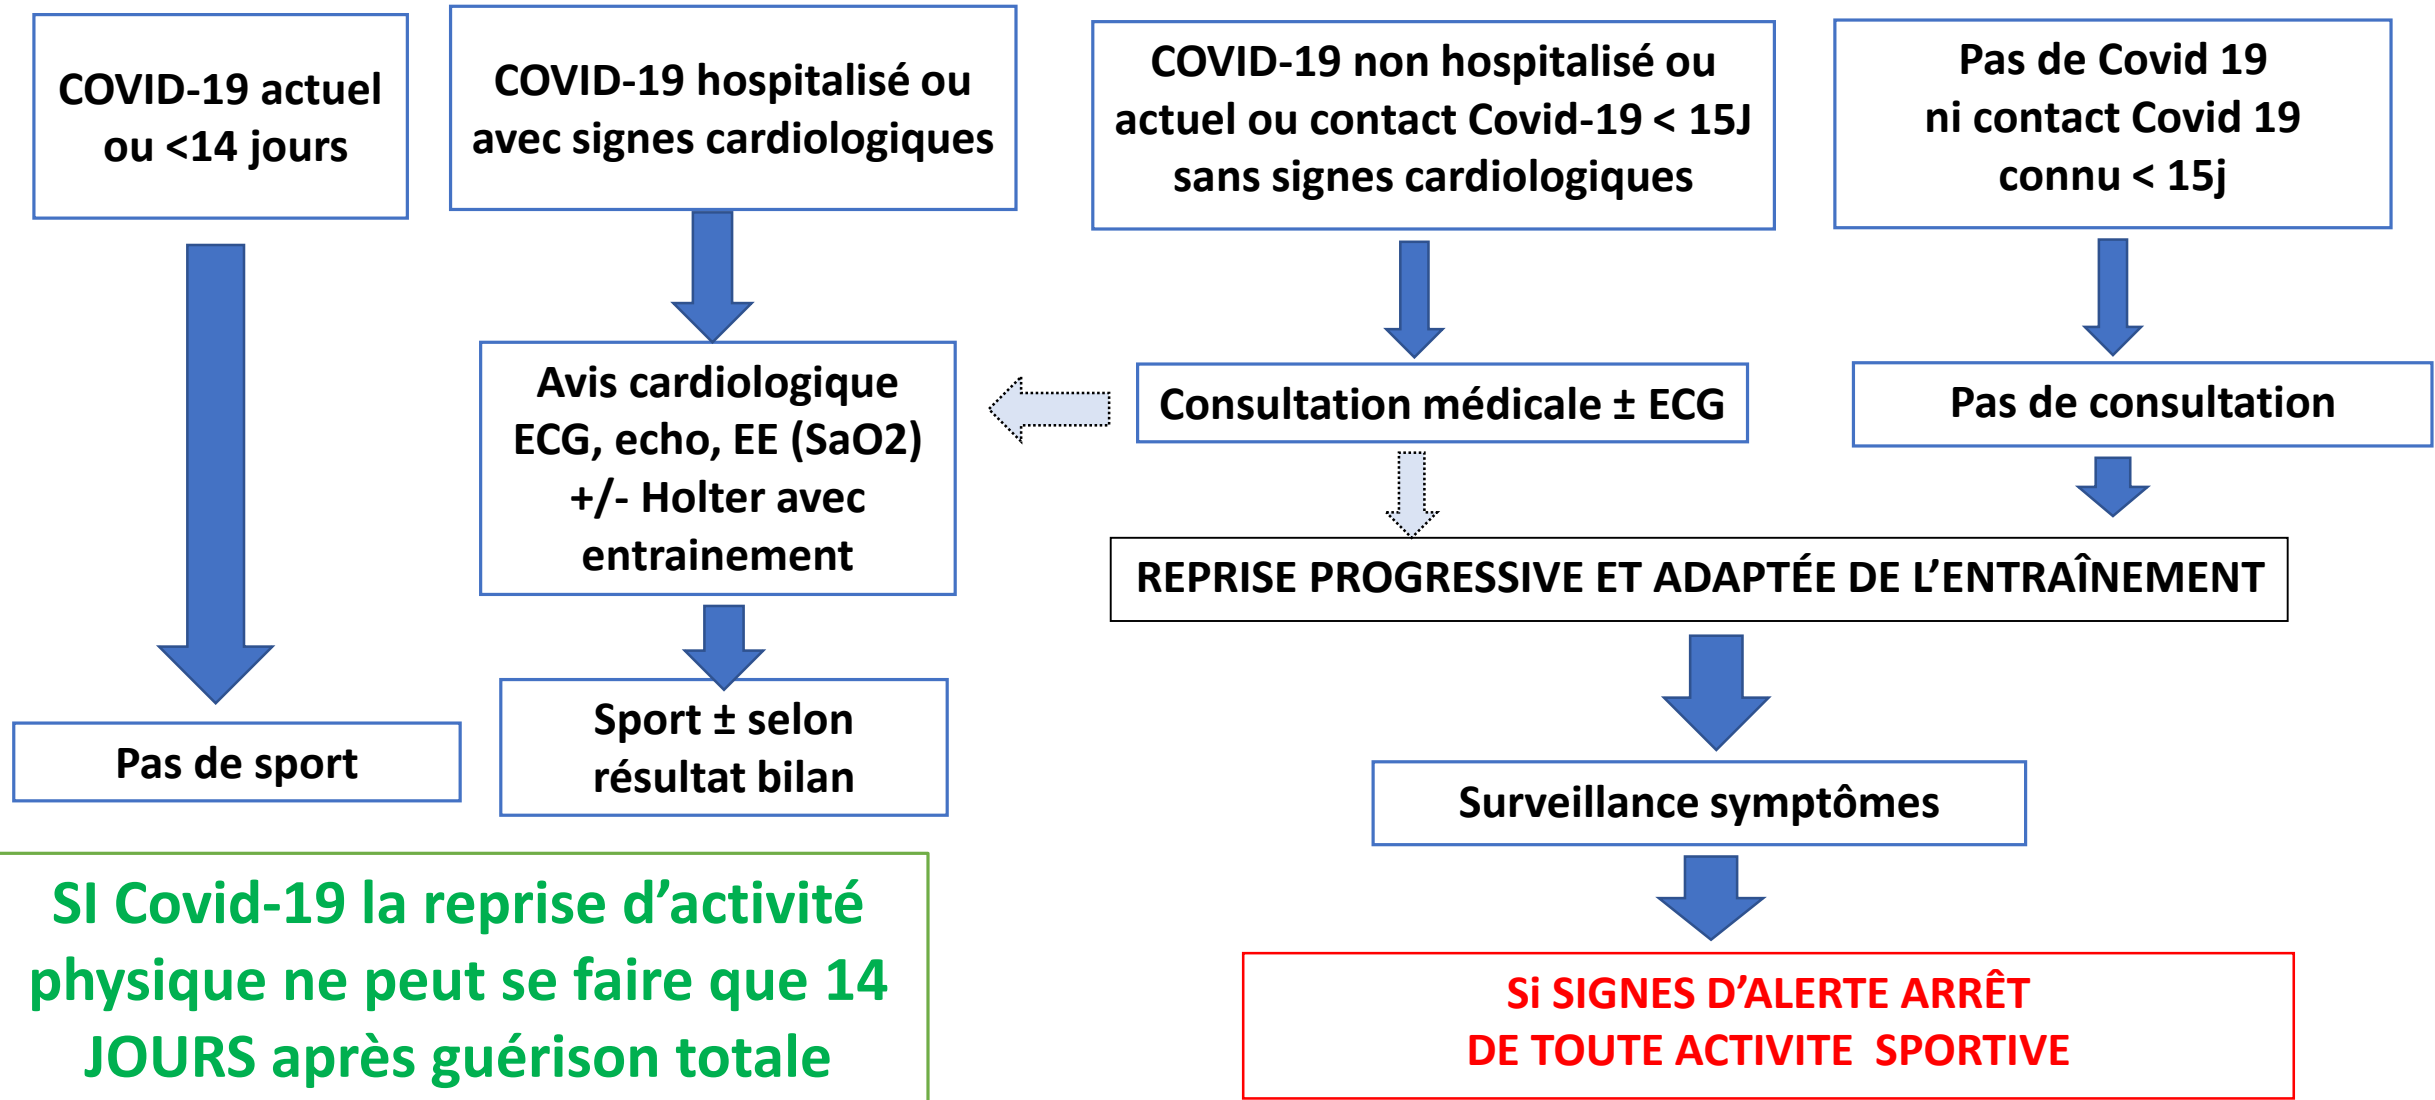 COVID-19 actuel
ou <14 jours
COVID-19 hospitalisé ou
avec signes cardiologiques
COVID-19 non hospitalisé ou
actuel ou contact Covid-19 < 15J
sans signes cardiologiques
Pas de Covid 19
ni contact Covid 19
connu < 15j
Avis cardiologique
ECG, echo, EE (SaO2)
+/- Holter avec
entrainement
Consultation médicale ± ECG
Pas de consultation
REPRISE PROGRESSIVE ET ADAPTÉE DE L’ENTRAÎNEMENT
Pas de sport
Sport ± selon
résultat bilan
Surveillance symptômes
SI Covid-19 la reprise d’activité
physique ne peut se faire que 14
JOURS après guérison totale
Si SIGNES D’ALERTE ARRÊT
DE TOUTE ACTIVITE SPORTIVE